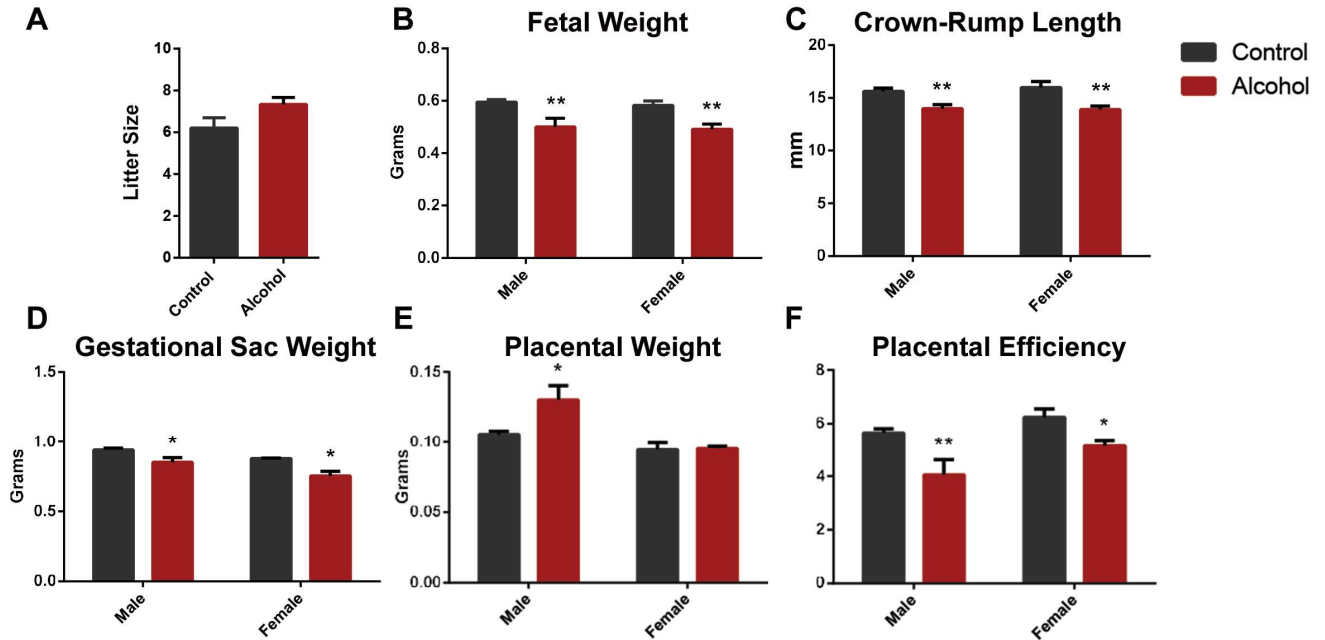 A
Litter Size
10
8
6
4
2
0
Control
Alcohol
B
Fetal Weight
Grams
0.8
0.6
0.4
0.2
0.0
**
**
Male
Female
C
Crown-Rump Length
mm
20
15
10
5
0
**
**
Male
Female
Control
Alcohol
D
Gestational Sac Weight
Grams
1.5
1.0
0.5
0.0
*
*
Male
Female
E
Placental Weight
Grams
0.15
0.10
0.05
0.00
*
Male
Female
F
Placental Efficiency
8
6
4
2
0
**
*
Male
Female